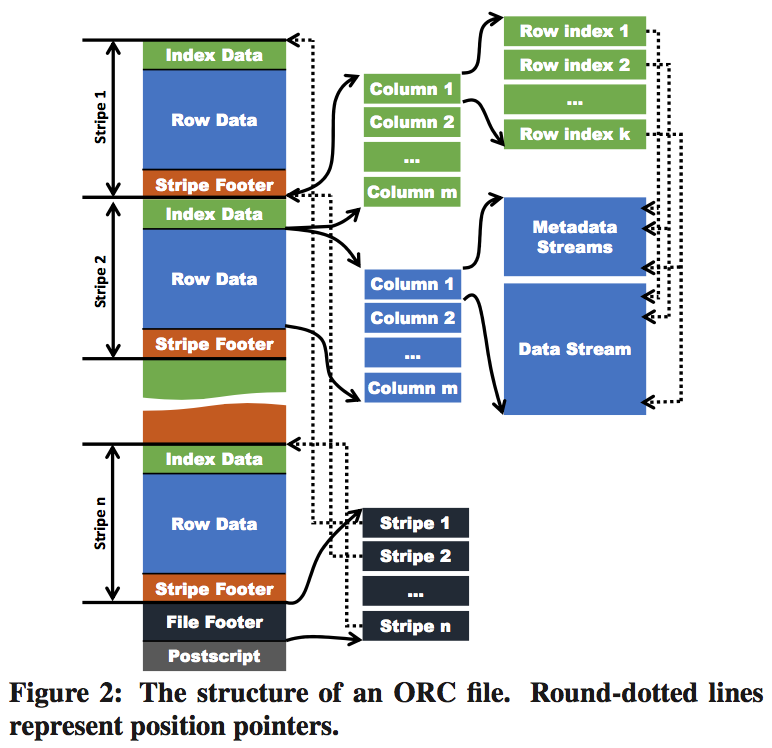 Stripe 1
Index Data
Row Data
Stripe Footer
Stripe 2
Index Data
Row Data
Stripe Footer
Stripe n
Index Data
Row Data
Stripe Footer
File Footer
Postscript
Column 1
Column 2
...
Column m
Column 1
Column 2
...
Column m
Row index 1
Row index 2
...
Row index k
Metadata
Streams
Data Stream
Stripe 1
Stripe 2
...
Stripe n
Figure 2: The structure of an ORC file. Round-dotted lines
represent position pointers.